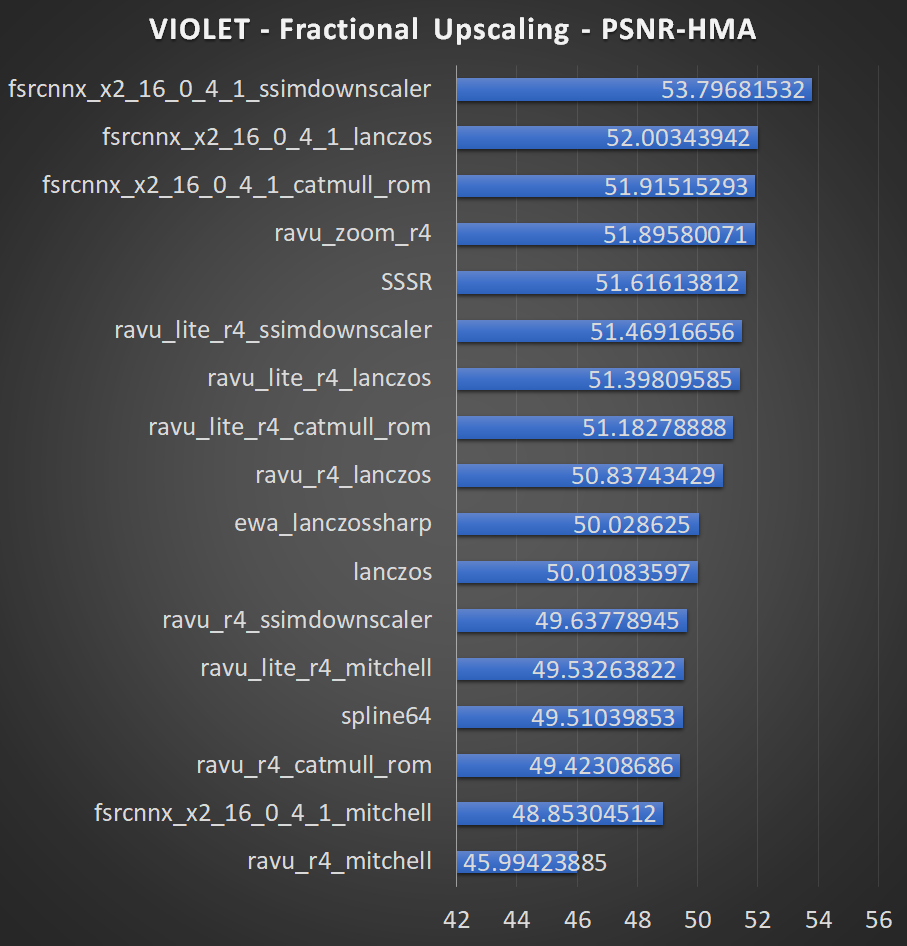 VIOLET - Fractional Upscaling - PSNR-HMA
fsrcnnx_x2_16_0_4_1_ssimdownscaler 53.79681532
fsrcnnx_x2_16_0_4_1_lanczos 52.00343942
fsrcnnx_x2_16_0_4_1_catmull_rom 51.91515293
ravu_zoom_r4 51.89580071
SSSR 51.61613812
ravu_lite_r4_ssimdownscaler 51.46916656
ravu_lite_r4_lanczos 51.39809585
ravu_lite_r4_catmull_rom 51.18278888
ravu_r4_lanczos 50.83743429
ewa_lanczossharp 50.028625
lanczos 50.01083597
ravu_r4_ssimdownscaler 49.63778945
ravu_lite_r4_mitchell 49.53263822
spline64 49.51039853
ravu_r4_catmull_rom 49.42308686
fsrcnnx_x2_16_0_4_1_mitchell 48.85304512
ravu_r4_mitchell 45.99423885
42 44 46 48 50 52 54 56